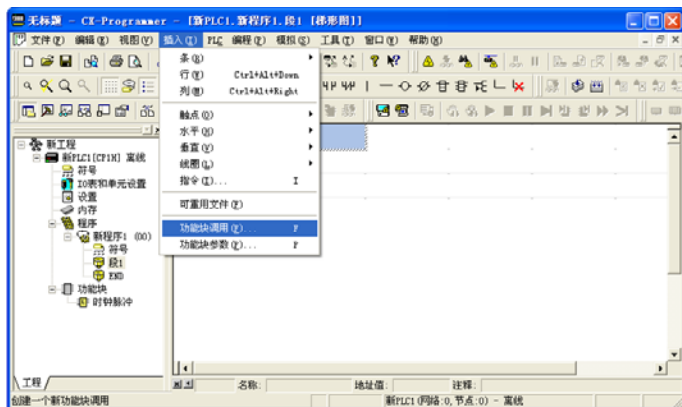 无标题 - CX-Programmer - [新PLC1.新程序1.段1 [梯形图]]
文件(F) 编辑(E) 视图(V) 插入(I) PLC 编程(P) 模拟(S) 工具(T) 窗口(W) 帮助(H)
条(R)
行(W) Ctrl+Alt+Down
列(M) Ctrl+Alt+Right
触点(O)
水平(H)
垂直(V)
线圈(L)
指令(I)... I
可重用文件(F)
功能块调用(F)... F
功能块参数(P)... P
新工程
新PLC1[CP1H] 离线
符号
IO表和单元设置
设置
内存
程序
新程序1 (00)
符号
段1
END
功能块
时钟脉冲
工程
名称: 地址值: 注释:
创建一个新功能块调用 新PLC1(网络:0,节点:0) - 离线